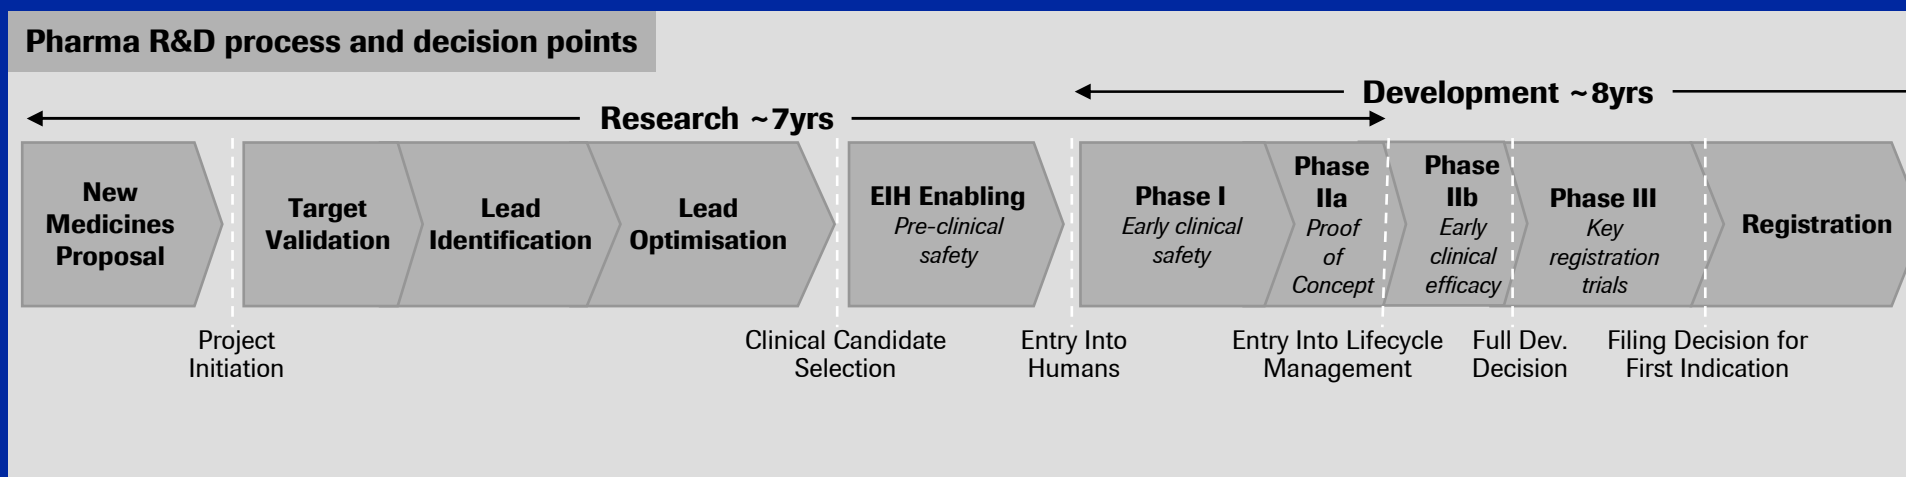 Pharma R&D process and decision points
Development ~8yrs
Research ~7yrs
New
Medicines
Proposal
Target
Validation
Lead
Identification
Lead
Optimisation
EIH Enabling
Pre-clinical
safety
Phase I
Early clinical
safety
Phase
IIa
Proof
of
Concept
Phase
IIb
Early
clinical
efficacy
Phase III
Key
registration
trials
Registration
Project
Initiation
Clinical Candidate
Selection
Entry Into
Humans
Entry Into Lifecycle
Management
Full Dev.
Decision
Filing Decision for
First Indication